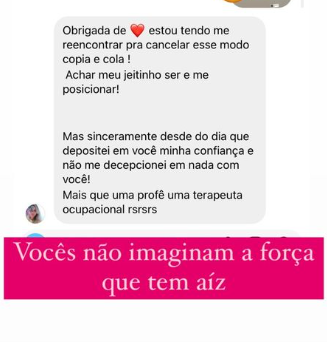 Obrigada de ❤️ estou tendo me
reencontrar pra cancelar esse modo
copia e cola !
Achar meu jeitinho ser e me
posicionar!
Mas sinceramente desde do dia que
depositei em você minha confiança e
não me decepcionei em nada com
você!
Mais que uma profê uma terapeuta
ocupacional rsrsrs
Vocês não imaginam a força
que tem aíz